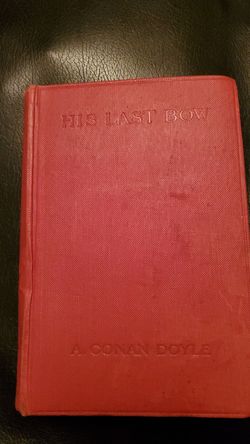 HIS LAST BOW
A. CONAN DOYLE